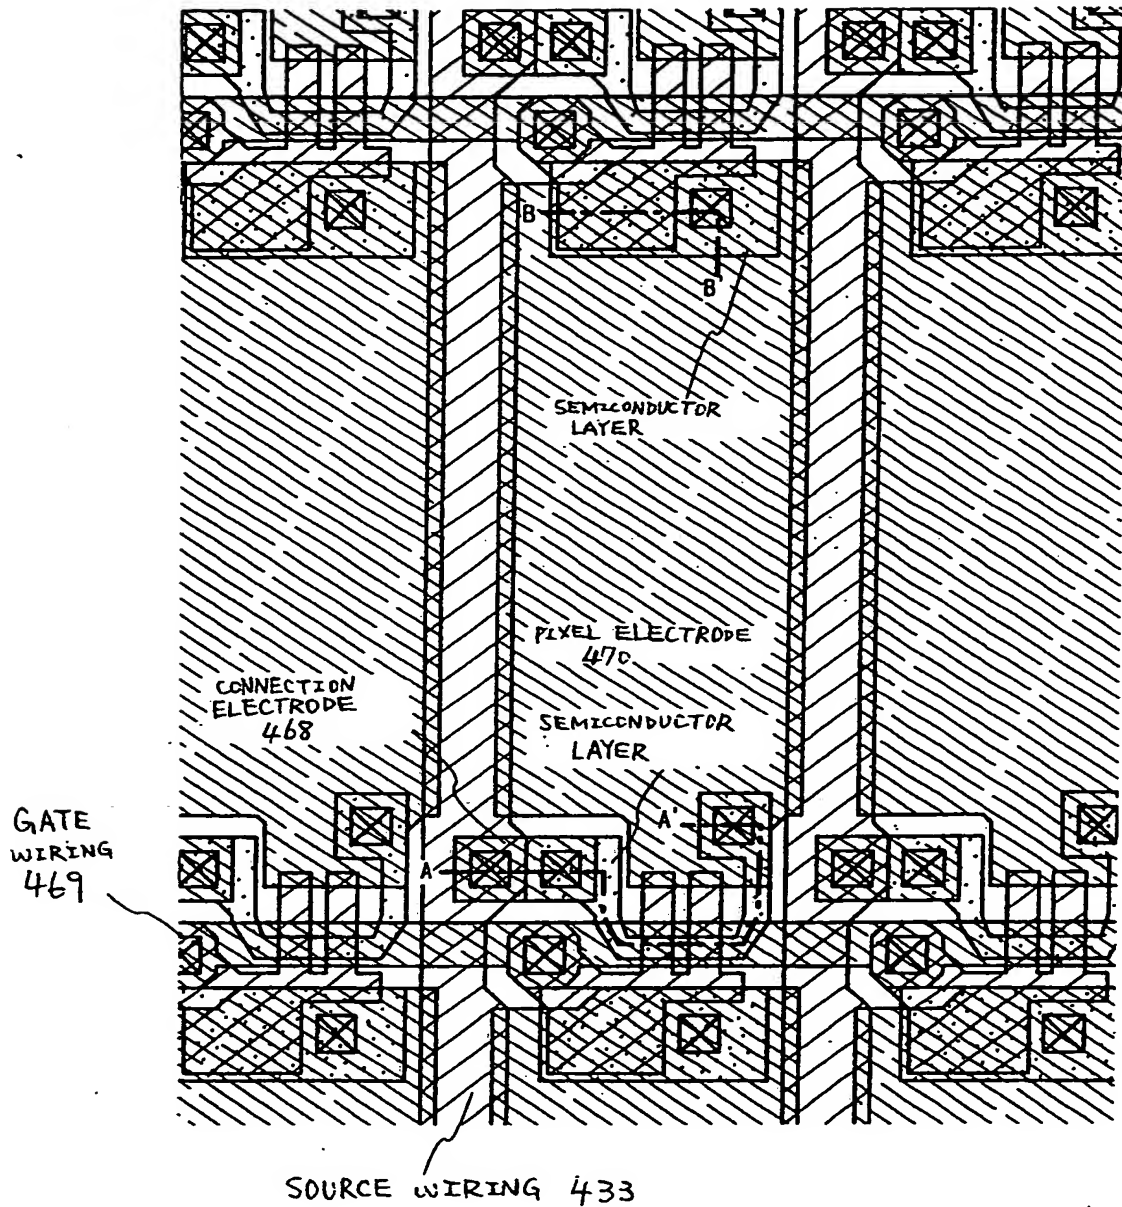 B
B'
SEMICONDUCTOR
LAYER
PIXEL ELECTRODE
470
CONNECTION
ELECTRODE
468
SEMICONDUCTOR
LAYER
GATE
WIRING
469
A'
A
SOURCE WIRING 433